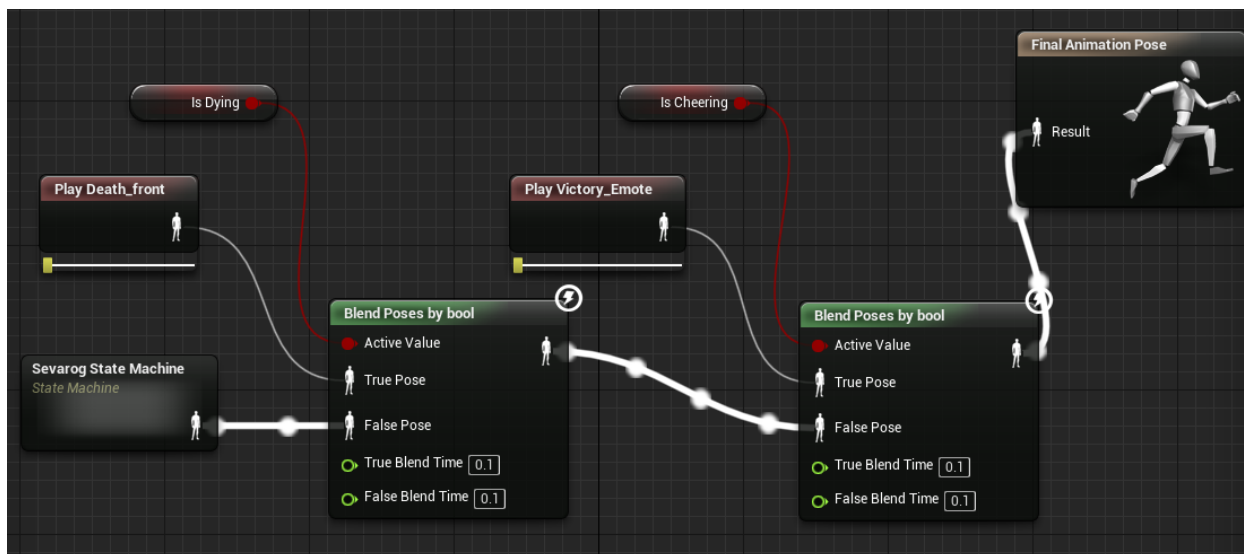 Final Animation Pose
Result
Is Dying
Is Cheering
Play Death_front
Play Victory_Emote
Sevarog State Machine
State Machine
Blend Poses by bool
Active Value
True Pose
False Pose
True Blend Time 0.1
False Blend Time 0.1
Blend Poses by bool
Active Value
True Pose
False Pose
True Blend Time 0.1
False Blend Time 0.1